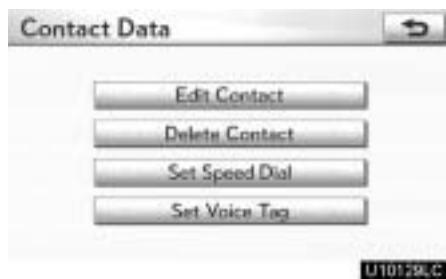 Contact Data
Edit Contact
Delete Contact
Set Speed Dial
Set Voice Tag
U10129LC